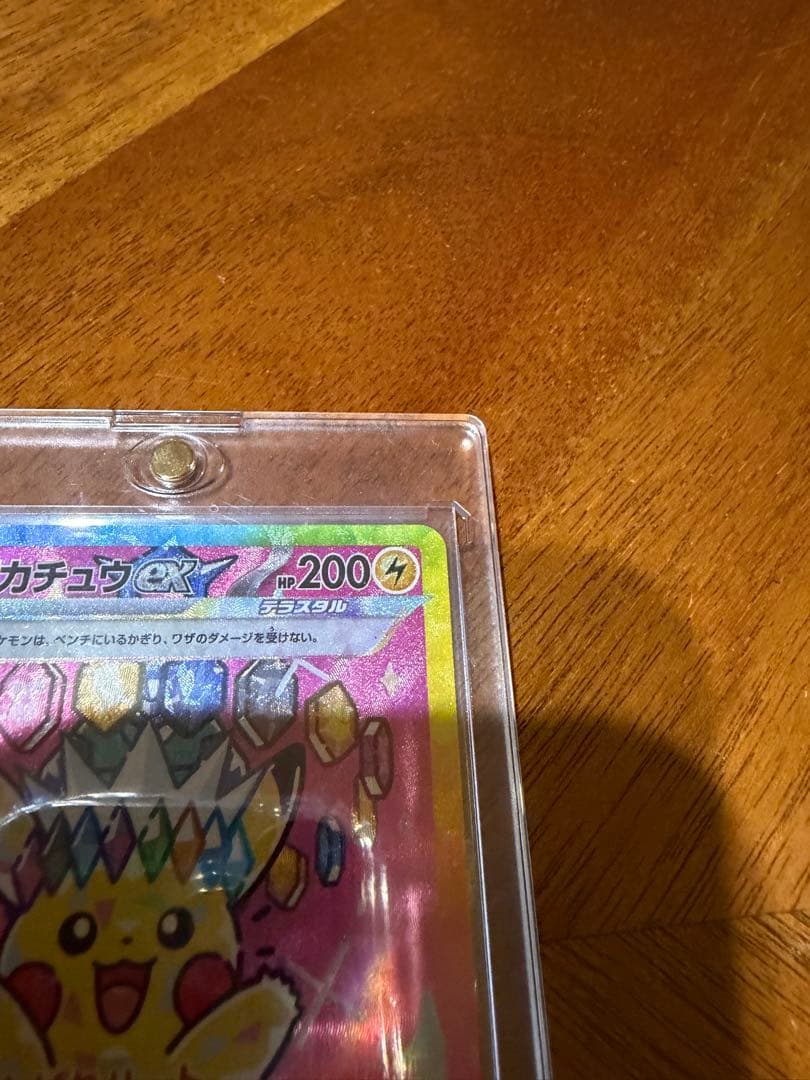 カチュウex HP200
テラスタル
ケモンは、ベンチにいるかぎり、ワザのダメージを受けない。